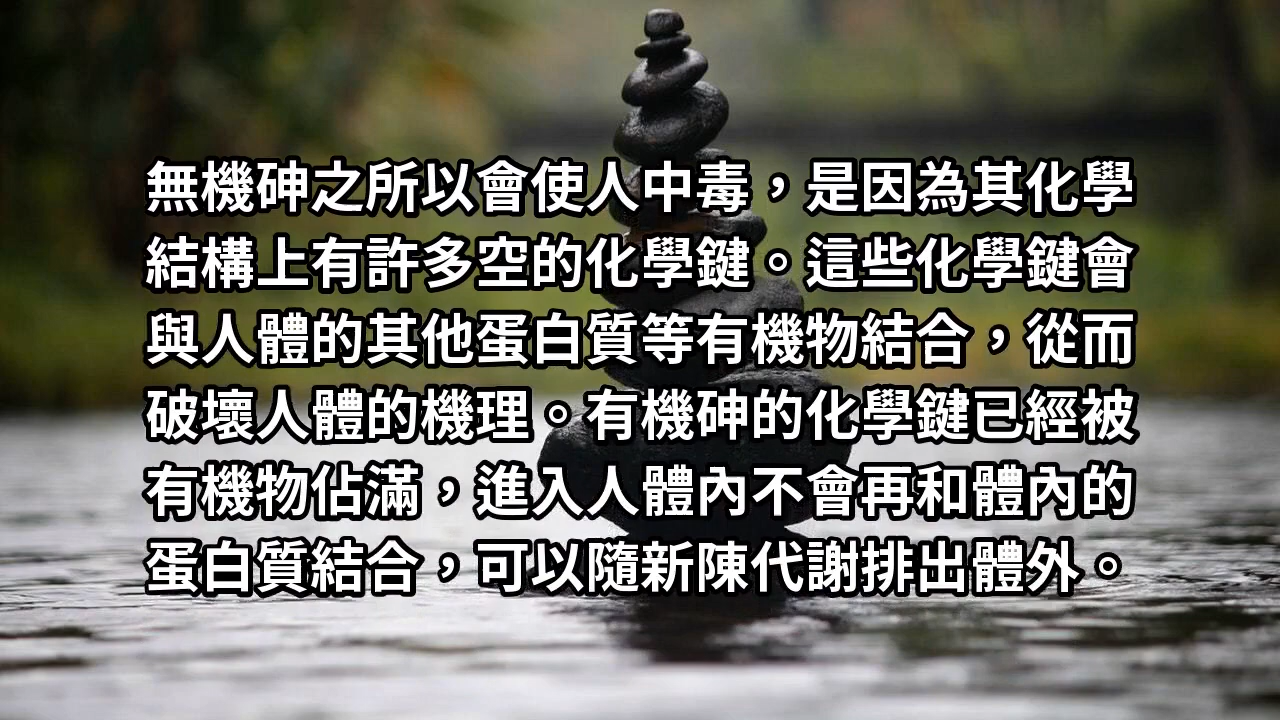 無機砷之所以會使人中毒，是因為其化學
結構上有許多空的化學鍵。這些化學鍵會
與人體的其他蛋白質等有機物結合，從而
破壞人體的機理。有機砷的化學鍵已經被
有機物佔滿，進入人體內不會再和體內的
蛋白質結合，可以隨新陳代謝排出體外。